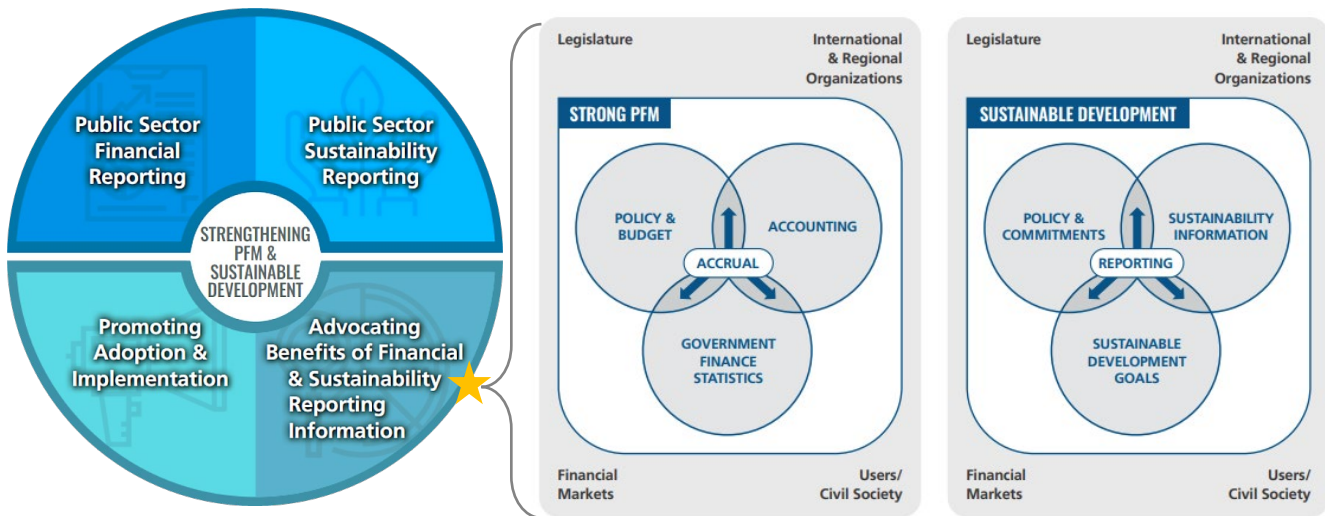 Public Sector
Financial
Reporting
Public Sector
Sustainability
Reporting
STRENGTHENING
PFM &
SUSTAINABLE
DEVELOPMENT
Promoting
Adoption &
Implementation
Advocating
Benefits of Financial
& Sustainability
Reporting
Information
Legislature
International
& Regional
Organizations
STRONG PFM
POLICY &
BUDGET
ACCOUNTING
ACCRUAL
GOVERNMENT
FINANCE
STATISTICS
Financial
Markets
Users/
Civil Society
Legislature
International
& Regional
Organizations
SUSTAINABLE DEVELOPMENT
POLICY &
COMMITMENTS
SUSTAINABILITY
INFORMATION
REPORTING
SUSTAINABLE
DEVELOPMENT
GOALS
Financial
Markets
Users/
Civil Society